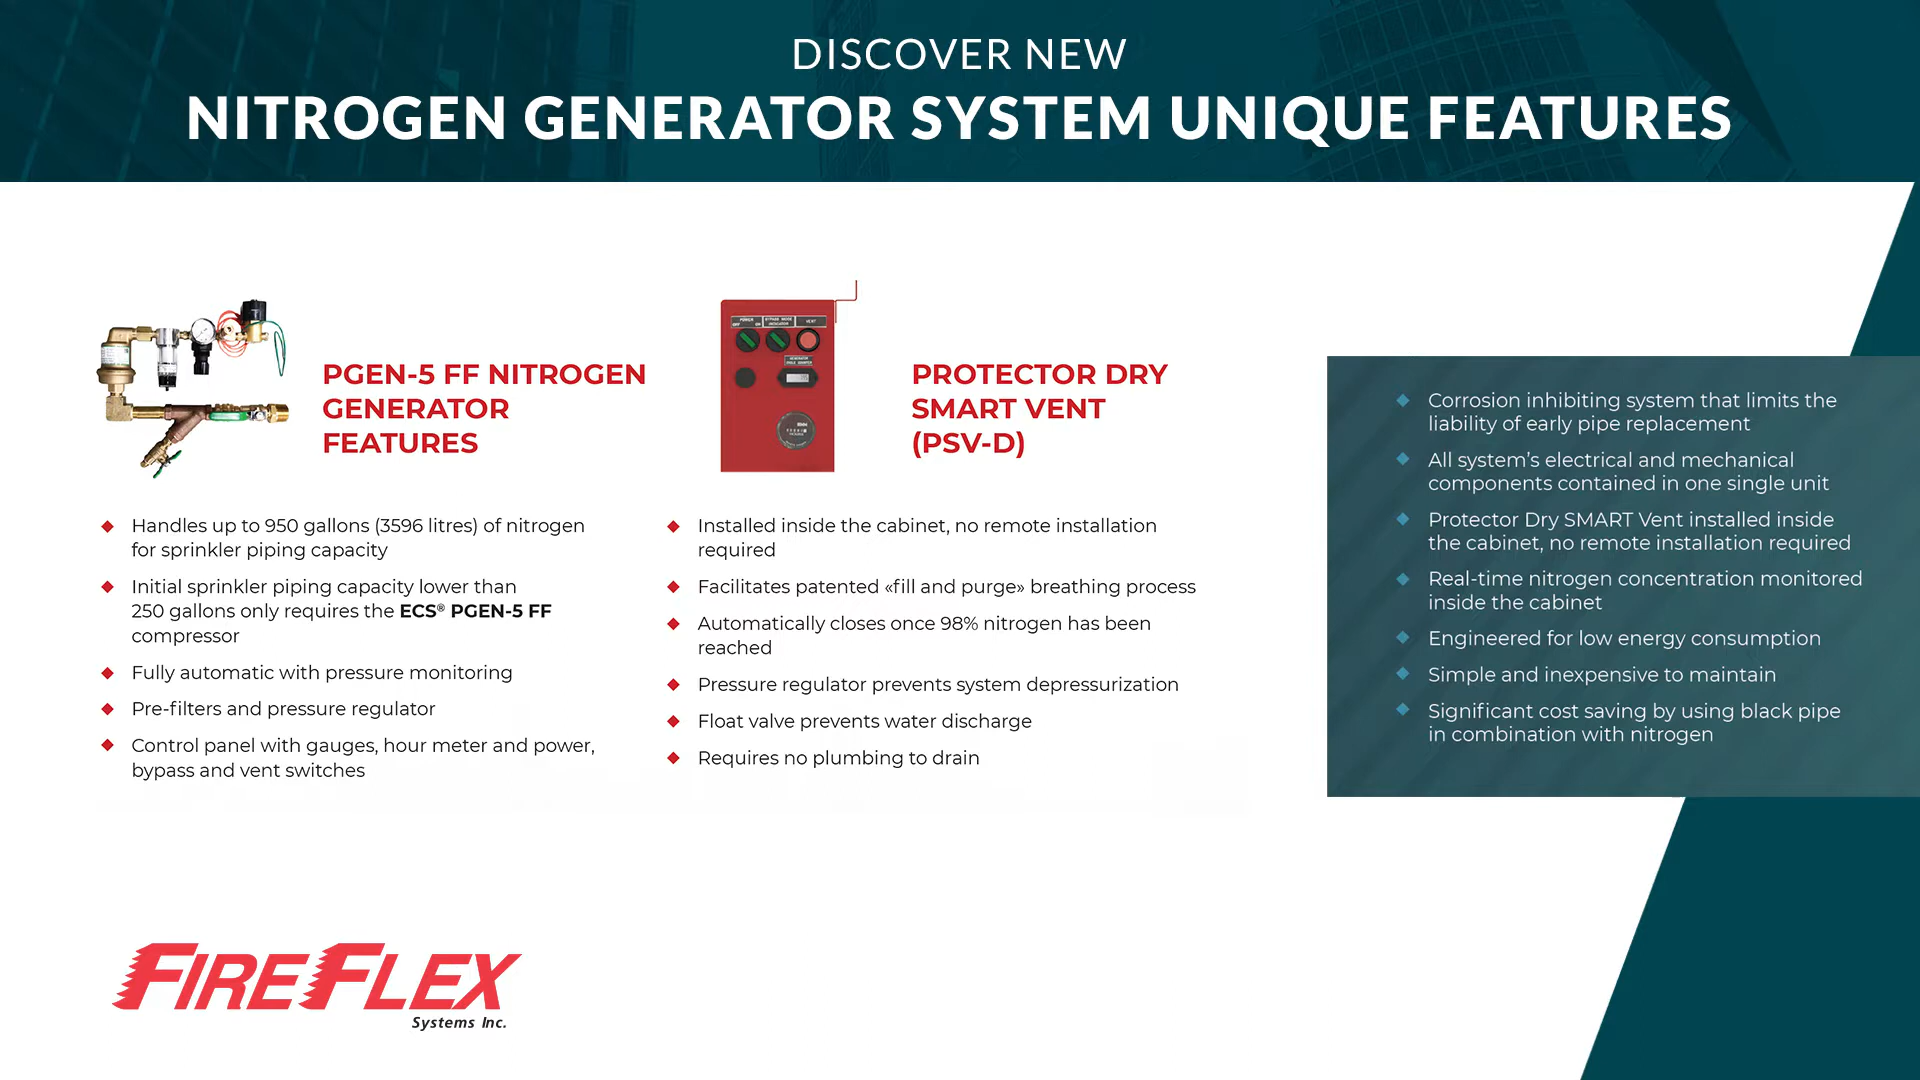 DISCOVER NEW
NITROGEN GENERATOR SYSTEM UNIQUE FEATURES
PGEN-5 FF NITROGEN
GENERATOR
FEATURES
Handles up to 950 gallons (3596 litres) of nitrogen
for sprinkler piping capacity
Initial sprinkler piping capacity lower than
250 gallons only requires the ECS® PGEN-5 FF
compressor
Fully automatic with pressure monitoring
Pre-filters and pressure regulator
Control panel with gauges, hour meter and power,
bypass and vent switches
POWER
OFF ON
BYPASS MODE
INDICATION
VENT
PROTECTOR DRY
SMART VENT
(PSV-D)
Installed inside the cabinet, no remote installation
required
Facilitates patented «fill and purge» breathing process
Automatically closes once 98% nitrogen has been
reached
Pressure regulator prevents system depressurization
Float valve prevents water discharge
Requires no plumbing to drain
Corrosion inhibiting system that limits the
liability of early pipe replacement
All system's electrical and mechanical
components contained in one single unit
Protector Dry SMART Vent installed inside
the cabinet, no remote installation required
Real-time nitrogen concentration monitored
inside the cabinet
Engineered for low energy consumption
Simple and inexpensive to maintain
Significant cost saving by using black pipe
in combination with nitrogen
FIREFLEX
Systems Inc.